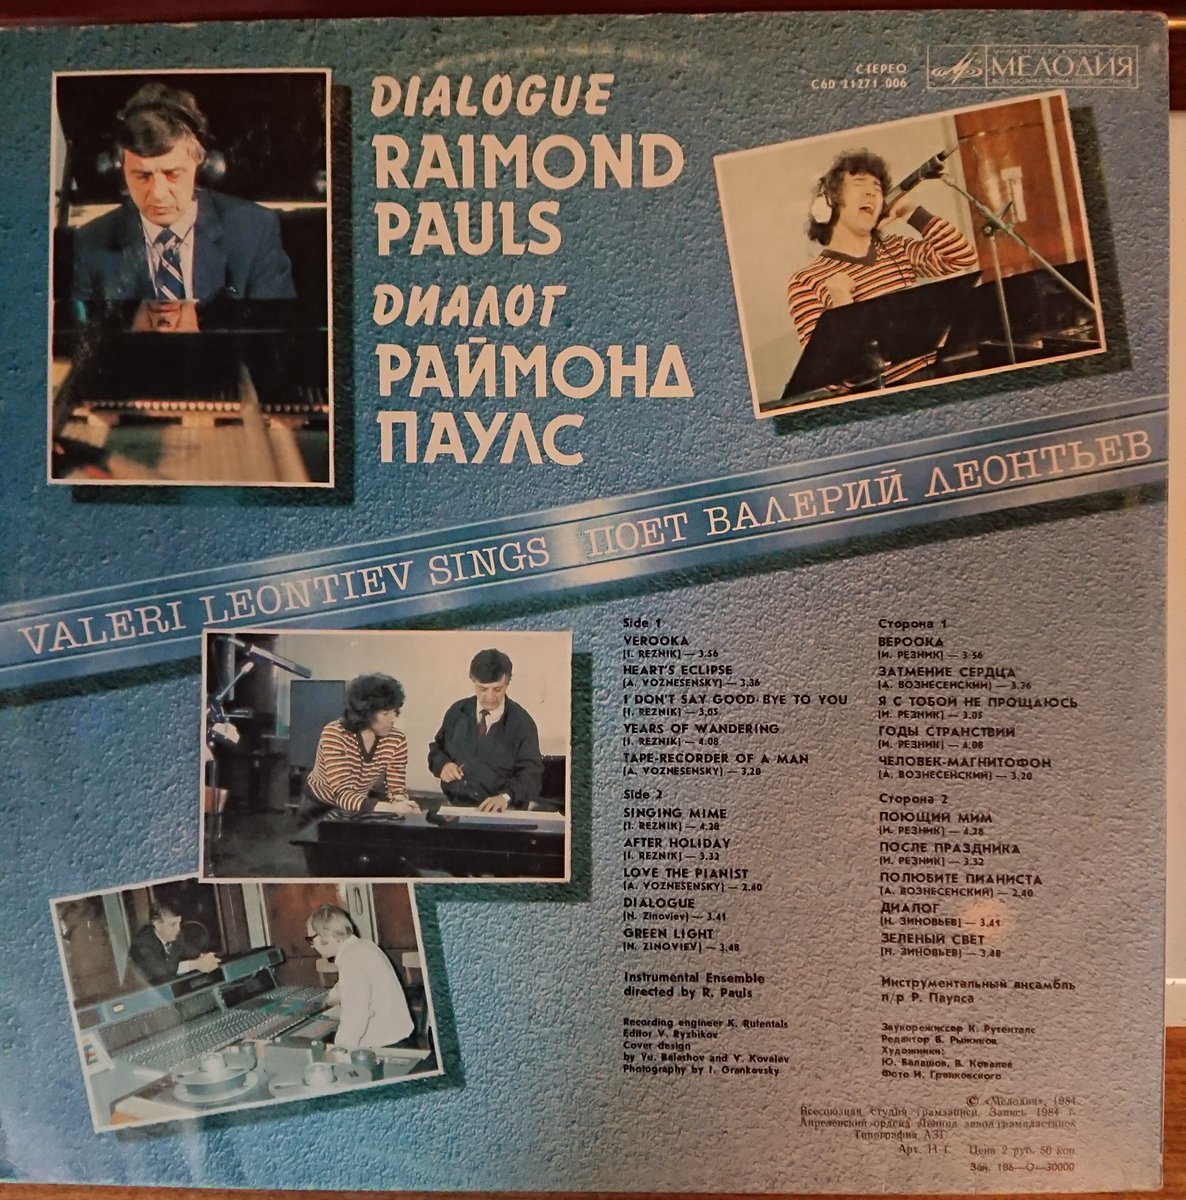 DIALOGUE
RAIMOND
PAULS
ДИАЛОГ
РАЙМОНД
ПАУЛС
СТЕРЕО
С60 21271 006
МЕЛОДИЯ
VALERI LEONTIEV SINGS ПОЕТ ВАЛЕРИЙ ЛЕОНТЬЕВ
Side 1
VEROOKA
(I. REZNIK) — 3.56
HEART'S ECLIPSE
(A. VOZNESENSKY) — 3.36
I DON'T SAY GOOD-BYE TO YOU
(I. REZNIK) — 3.05
YEARS OF WANDERING
(I. REZNIK) — 4.08
TAPE-RECORDER OF A MAN
(A. VOZNESENSKY) — 3.20
Side 2
SINGING MIME
(I. REZNIK) — 4.28
AFTER HOLIDAY
(I. REZNIK) — 3.32
LOVE THE PIANIST
(A. VOZNESENSKY) — 2.40
DIALOGUE
(N. Zinoviev) — 3.41
GREEN LIGHT
(N. ZINOVIEV) — 3.48
Instrumental Ensemble
directed by R. Pauls
Recording engineer K. Rutentals
Editor V. Ryzhikov
Cover design
by Yu. Balashov and V. Kovalev
Photography by I. Grankovsky
Сторона 1
ВЕРООКА
(И. РЕЗНИК) — 3.56
ЗАТМЕНИЕ СЕРДЦА
(А. ВОЗНЕСЕНСКИЙ) — 3.36
Я С ТОБОЙ НЕ ПРОЩАЮСЬ
(И. РЕЗНИК) — 3.05
ГОДЫ СТРАНСТВИЙ
(И. РЕЗНИК) — 4.08
ЧЕЛОВЕК-МАГНИТОФОН
(А. ВОЗНЕСЕНСКИЙ) — 3.20
Сторона 2
ПОЮЩИЙ МИМ
(И. РЕЗНИК) — 4.28
ПОСЛЕ ПРАЗДНИКА
(И. РЕЗНИК) — 3.32
ПОЛЮБИТЕ ПИАНИСТА
(А. ВОЗНЕСЕНСКИЙ) — 2.40
ДИАЛОГ
(Н. ЗИНОВЬЕВ) — 3.41
ЗЕЛЕНЫЙ СВЕТ
(Н. ЗИНОВЬЕВ) — 3.48
Инструментальный ансамбль
п/р Р. Паулса
Звукорежиссер К. Рутенталс
Редактор В. Рыжиков
Художники:
Ю. Балашов, В. Ковалев
Фото И. Гранковского
© «Мелодия», 1984
Всесоюзная студия грамзаписи. Запись 1984 г.
Апрелевский ордена Ленина завод грампластинок
Типография АЗГ
Арт. 11-1. Цена 2 руб. 50 коп.
Зак. 186—О—30000